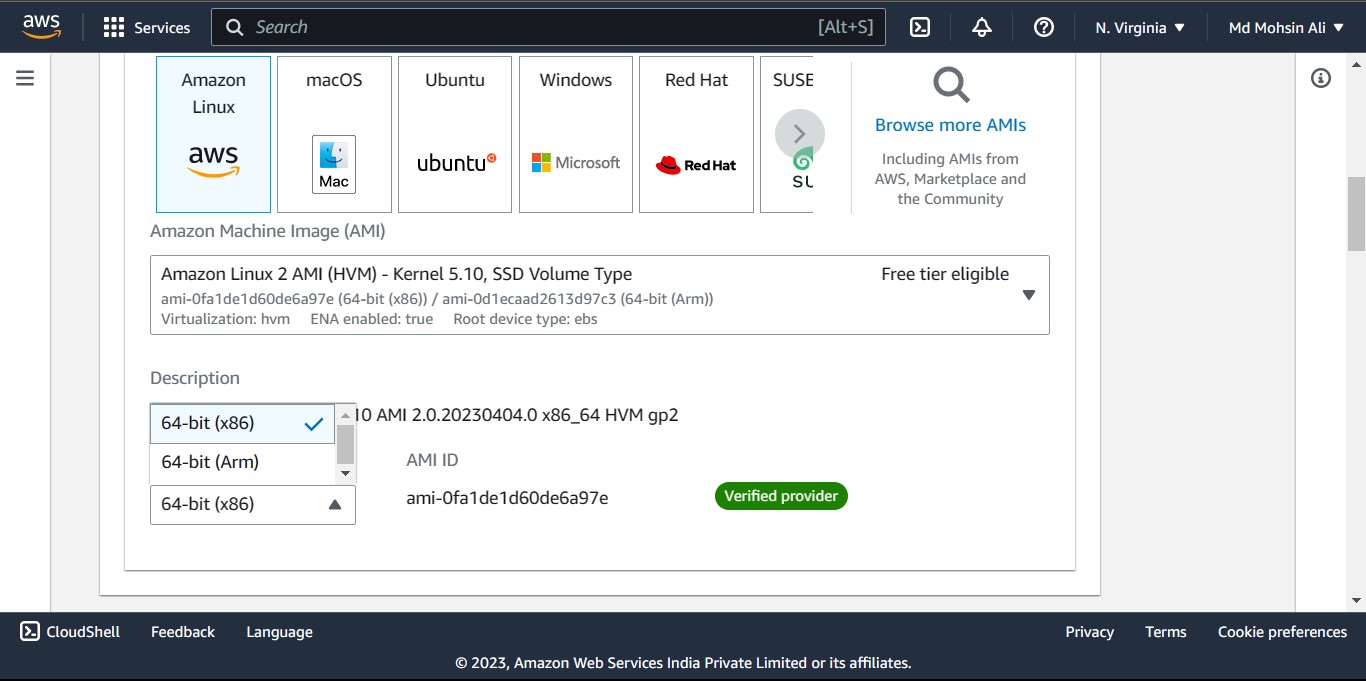 aws
Services
Search
[Alt+S]
N. Virginia
Md Mohsin Ali
Amazon
Linux
aws
macOS
Mac
Ubuntu
ubuntu
Windows
Microsoft
Red Hat
Red Hat
SUSE
SU
Browse more AMIs
Including AMIs from
AWS, Marketplace and
the Community
Amazon Machine Image (AMI)
Amazon Linux 2 AMI (HVM) - Kernel 5.10, SSD Volume Type
Free tier eligible
ami-0fa1de1d60de6a97e (64-bit (x86)) / ami-0d1ecaad2613d97c3 (64-bit (Arm))
Virtualization: hvm ENA enabled: true Root device type: ebs
Description
10 AMI 2.0.20230404.0 x86_64 HVM gp2
64-bit (x86)
64-bit (Arm)
64-bit (x86)
AMI ID
ami-0fa1de1d60de6a97e
Verified provider
CloudShell
Feedback
Language
Privacy
Terms
Cookie preferences
© 2023, Amazon Web Services India Private Limited or its affiliates.